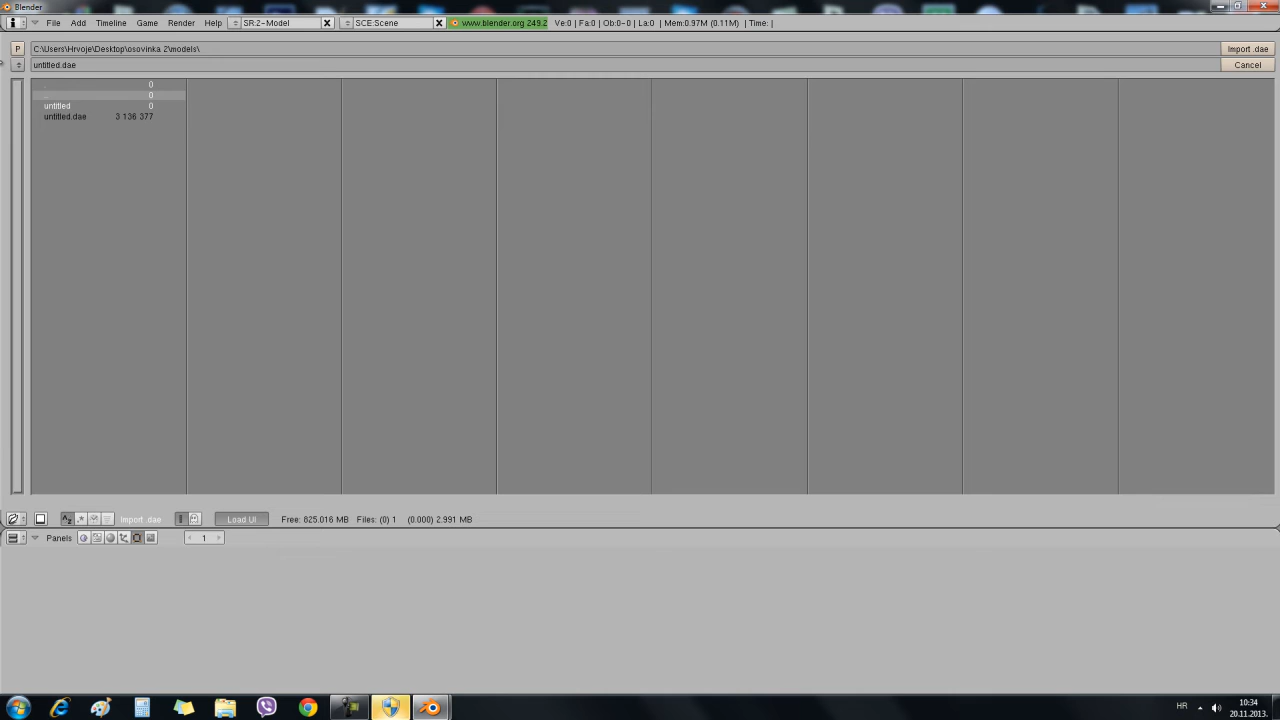 Blender
File Add Timeline Game Render Help SR:2-Model SCE:Scene www.blender.org 249.2 Ve:0 | Fa:0 | Ob:0-0 | La:0 | Mem:0.97M (0.11M) | Time: |
P C:\Users\Hrvoje\Desktop\osovinka 2\models\ Import .dae
untitled.dae Cancel
. 0
.. 0
untitled 0
untitled.dae 3 136 377
Import .dae Load UI Free: 825.016 MB Files: (0) 1 (0.000) 2.991 MB
Panels 1
HR 10:34
20.11.2013.